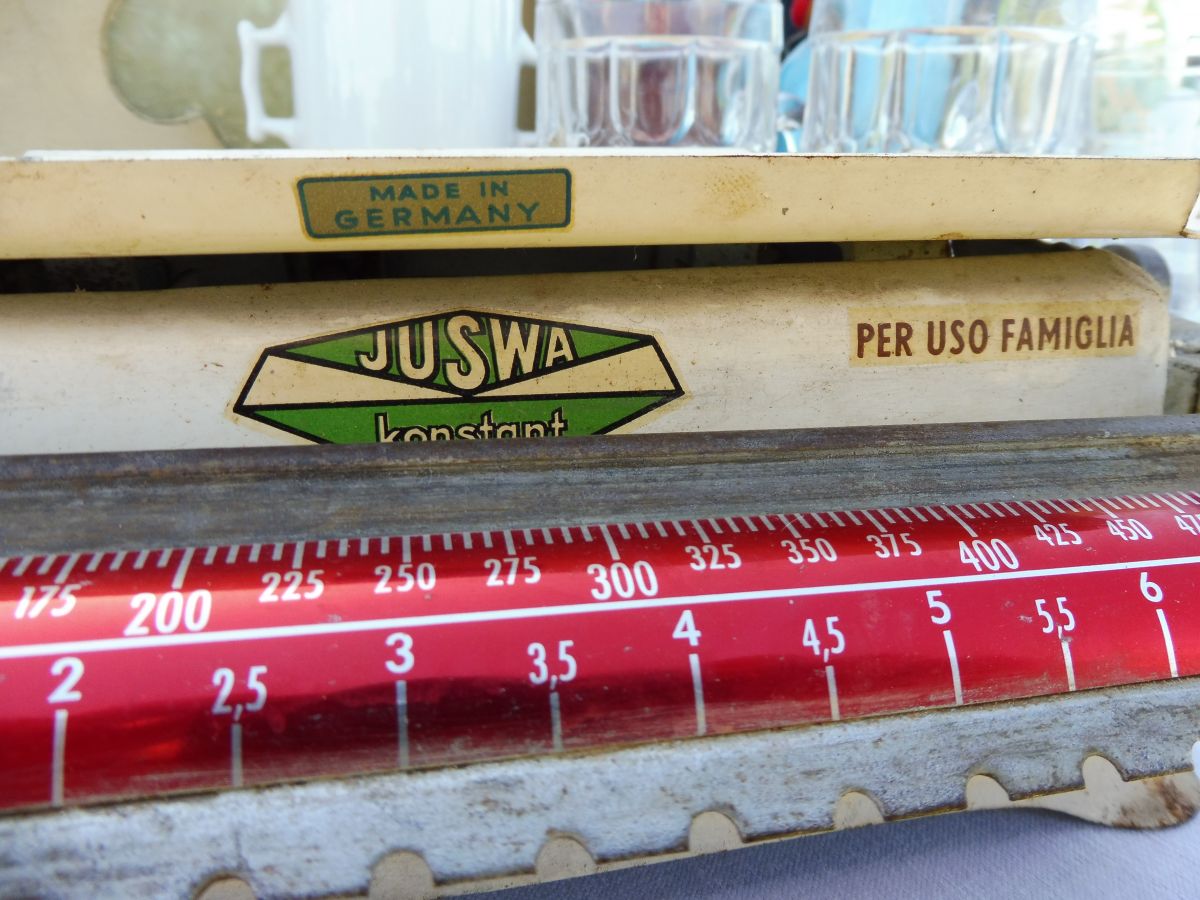 MADE IN
GERMANY
JUSWA
konstant
PER USO FAMIGLIA
175 200 225 250 275 300 325 350 375 400 425 450
2 2,5 3 3,5 4 4,5 5 5,5 6